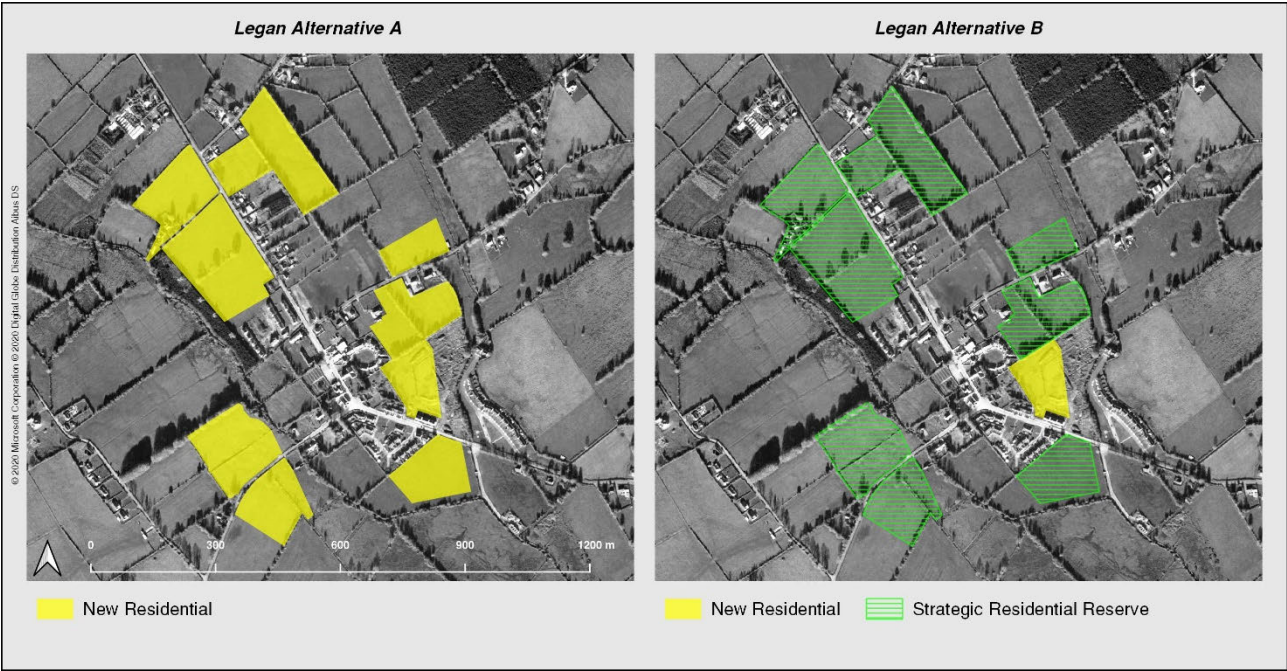 Legan Alternative A
Legan Alternative B
© 2020 Microsoft Corporation © 2020 Digital Globe Distribution Aibus DS
0 300 600 900 1200 m
New Residential
New Residential
Strategic Residential Reserve